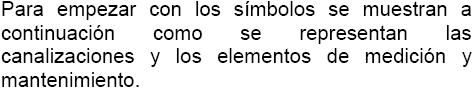 Para empezar con los símbolos se muestran a
continuación como se representan las
canalizaciones y los elementos de medición y
mantenimiento.